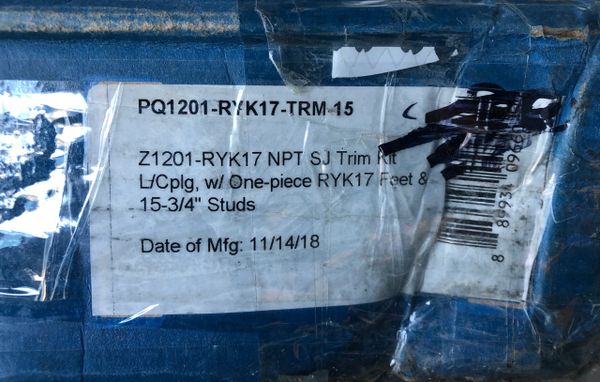 PQ1201-RYK17-TRM-15
Z1201-RYK17 NPT SJ Trim Kit
L/Cplg, w/ One-piece RYK17 Feet &
15-3/4" Studs
Date of Mfg: 11/14/18